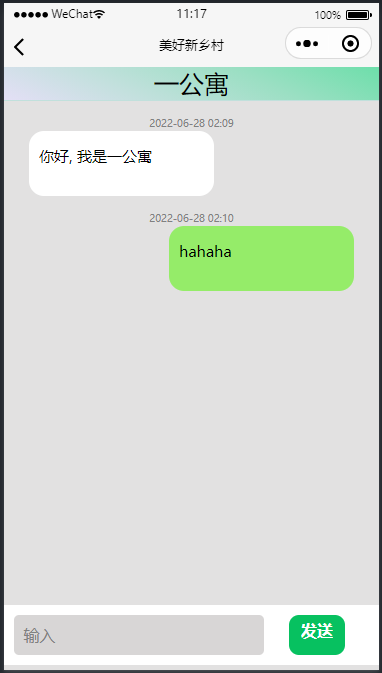 ●●●●● WeChat 11:17 100%
美好新乡村
一公寓
2022-06-28 02:09
你好, 我是一公寓
2022-06-28 02:10
hahaha
输入 发送